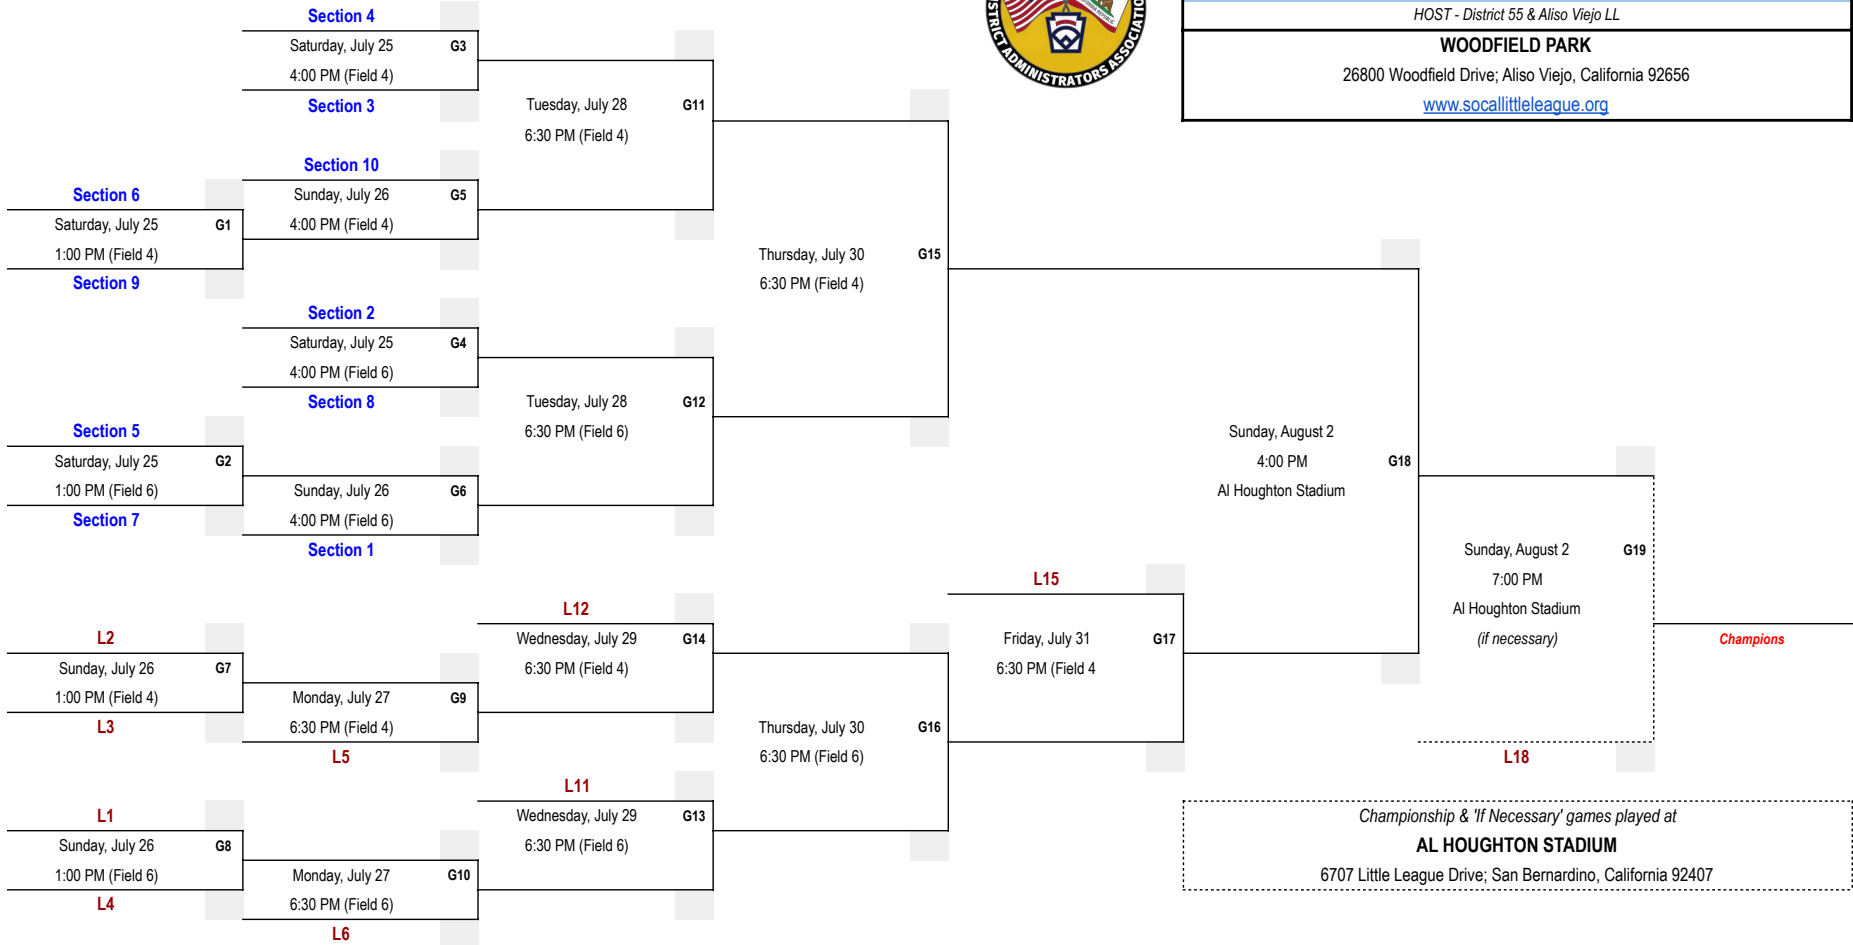 STRICT ADMINISTRATORS ASSOCIATIO
HOST - District 55 & Aliso Viejo LL
WOODFIELD PARK
26800 Woodfield Drive; Aliso Viejo, California 92656
www.socallittleleague.org
Section 4
Saturday, July 25 G3
4:00 PM (Field 4)
Section 3
Tuesday, July 28 G11
6:30 PM (Field 4)
Section 10
Sunday, July 26 G5
4:00 PM (Field 4)
Section 6
Saturday, July 25 G1
1:00 PM (Field 4)
Section 9
Thursday, July 30 G15
6:30 PM (Field 4)
Section 2
Saturday, July 25 G4
4:00 PM (Field 6)
Section 8
Tuesday, July 28 G12
6:30 PM (Field 6)
Section 5
Saturday, July 25 G2
1:00 PM (Field 6)
Section 7
Sunday, July 26 G6
4:00 PM (Field 6)
Section 1
Sunday, August 2
4:00 PM G18
Al Houghton Stadium
Sunday, August 2 G19
7:00 PM
Al Houghton Stadium
(if necessary)
L18
Champions
L15
Friday, July 31 G17
6:30 PM (Field 4
L12
Wednesday, July 29 G14
6:30 PM (Field 4)
L2
Sunday, July 26 G7
1:00 PM (Field 4)
L3
Monday, July 27 G9
6:30 PM (Field 4)
L5
Thursday, July 30 G16
6:30 PM (Field 6)
L11
Wednesday, July 29 G13
6:30 PM (Field 6)
L1
Sunday, July 26 G8
1:00 PM (Field 6)
L4
Monday, July 27 G10
6:30 PM (Field 6)
L6
Championship & 'If Necessary' games played at
AL HOUGHTON STADIUM
6707 Little League Drive; San Bernardino, California 92407